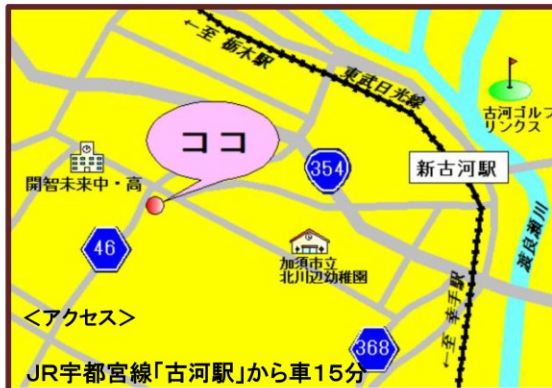 ←至 栃木駅
東武日光線
古河ゴルフ
リンクス
ココ
354
新古河駅
開智未来中・高
46
加須市立
北川辺幼稚園
渡良瀬川
←至 幸手駅
<アクセス>
368
JR宇都宮線「古河駅」から車15分